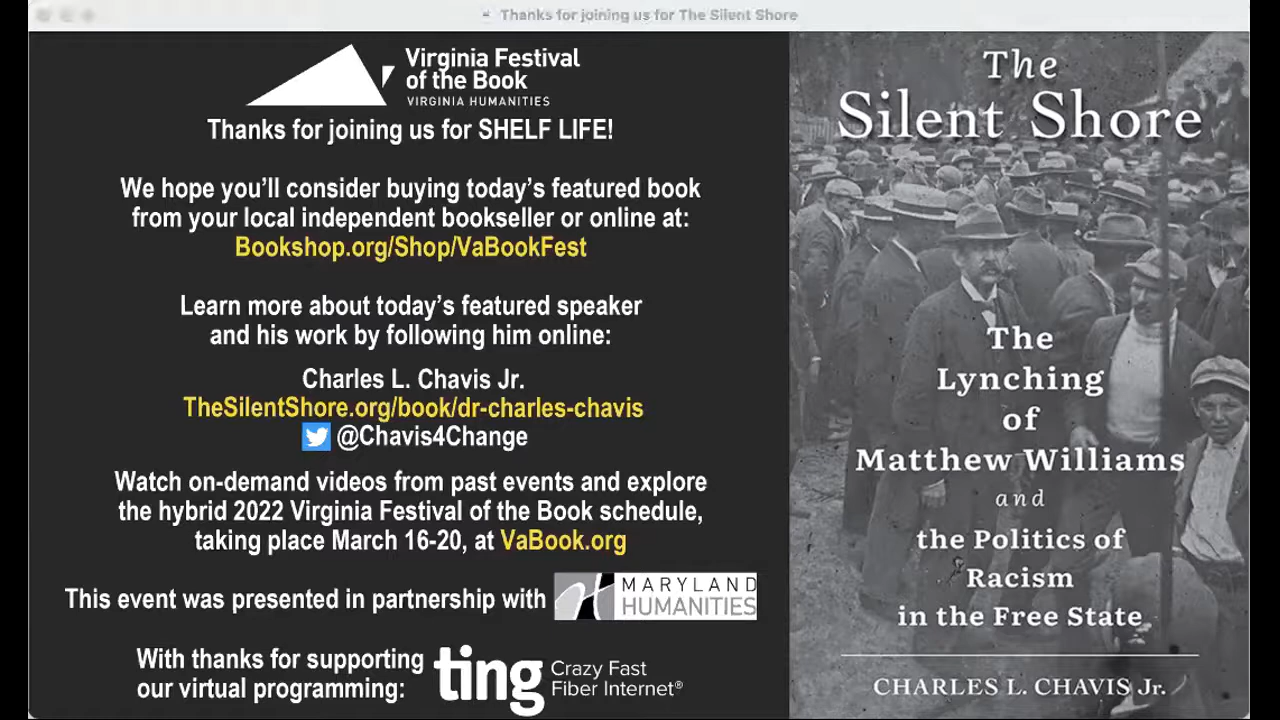 Thanks for joining us for The Silent Shore
Virginia Festival
of the Book
VIRGINIA HUMANITIES
Thanks for joining us for SHELF LIFE!
We hope you'll consider buying today's featured book
from your local independent bookseller or online at:
Bookshop.org/Shop/VaBookFest
Learn more about today's featured speaker
and his work by following him online:
Charles L. Chavis Jr.
TheSilentShore.org/book/dr-charles-chavis
@Chavis4Change
Watch on-demand videos from past events and explore
the hybrid 2022 Virginia Festival of the Book schedule,
taking place March 16-20, at VaBook.org
This event was presented in partnership with
MARYLAND
HUMANITIES
With thanks for supporting
our virtual programming:
ting
Crazy Fast
Fiber Internet®
The
Silent Shore
The
Lynching
of
Matthew Williams
and
the Politics of
Racism
in the Free State
CHARLES L. CHAVIS Jr.